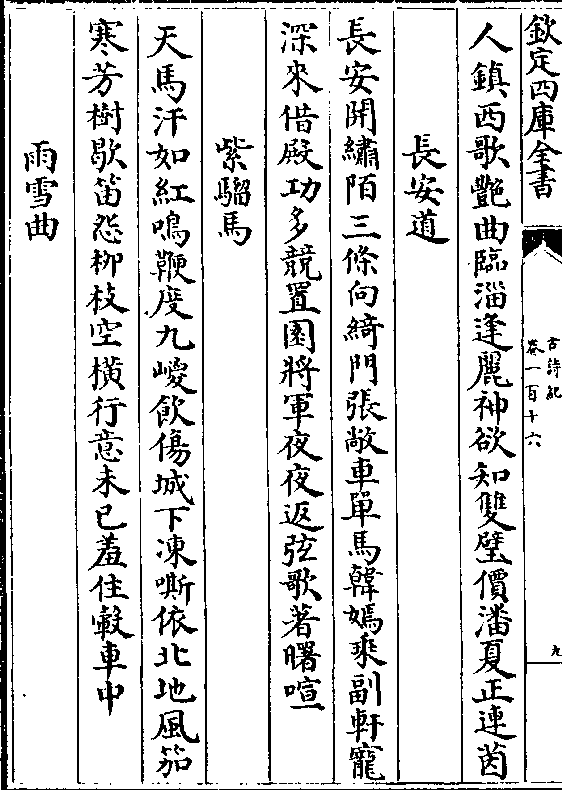 欽定四庫全書
古詩紀
卷一百十六
九
人鎮西歌艷曲臨淄逢麗神欲知雙璧價潘夏正連茵
長安道
長安開繡陌三條向綺門張敞車單馬韓嫣乘副軒寵
深來借殿功多競置園將軍夜夜返弦歌著曙喧
紫騮馬
天馬汗如紅鳴鞭度九嵕飲傷城下凍嘶依北地風笳
寒芳樹歇笛怨柳枝空橫行意未已羞住轂車中
雨雪曲